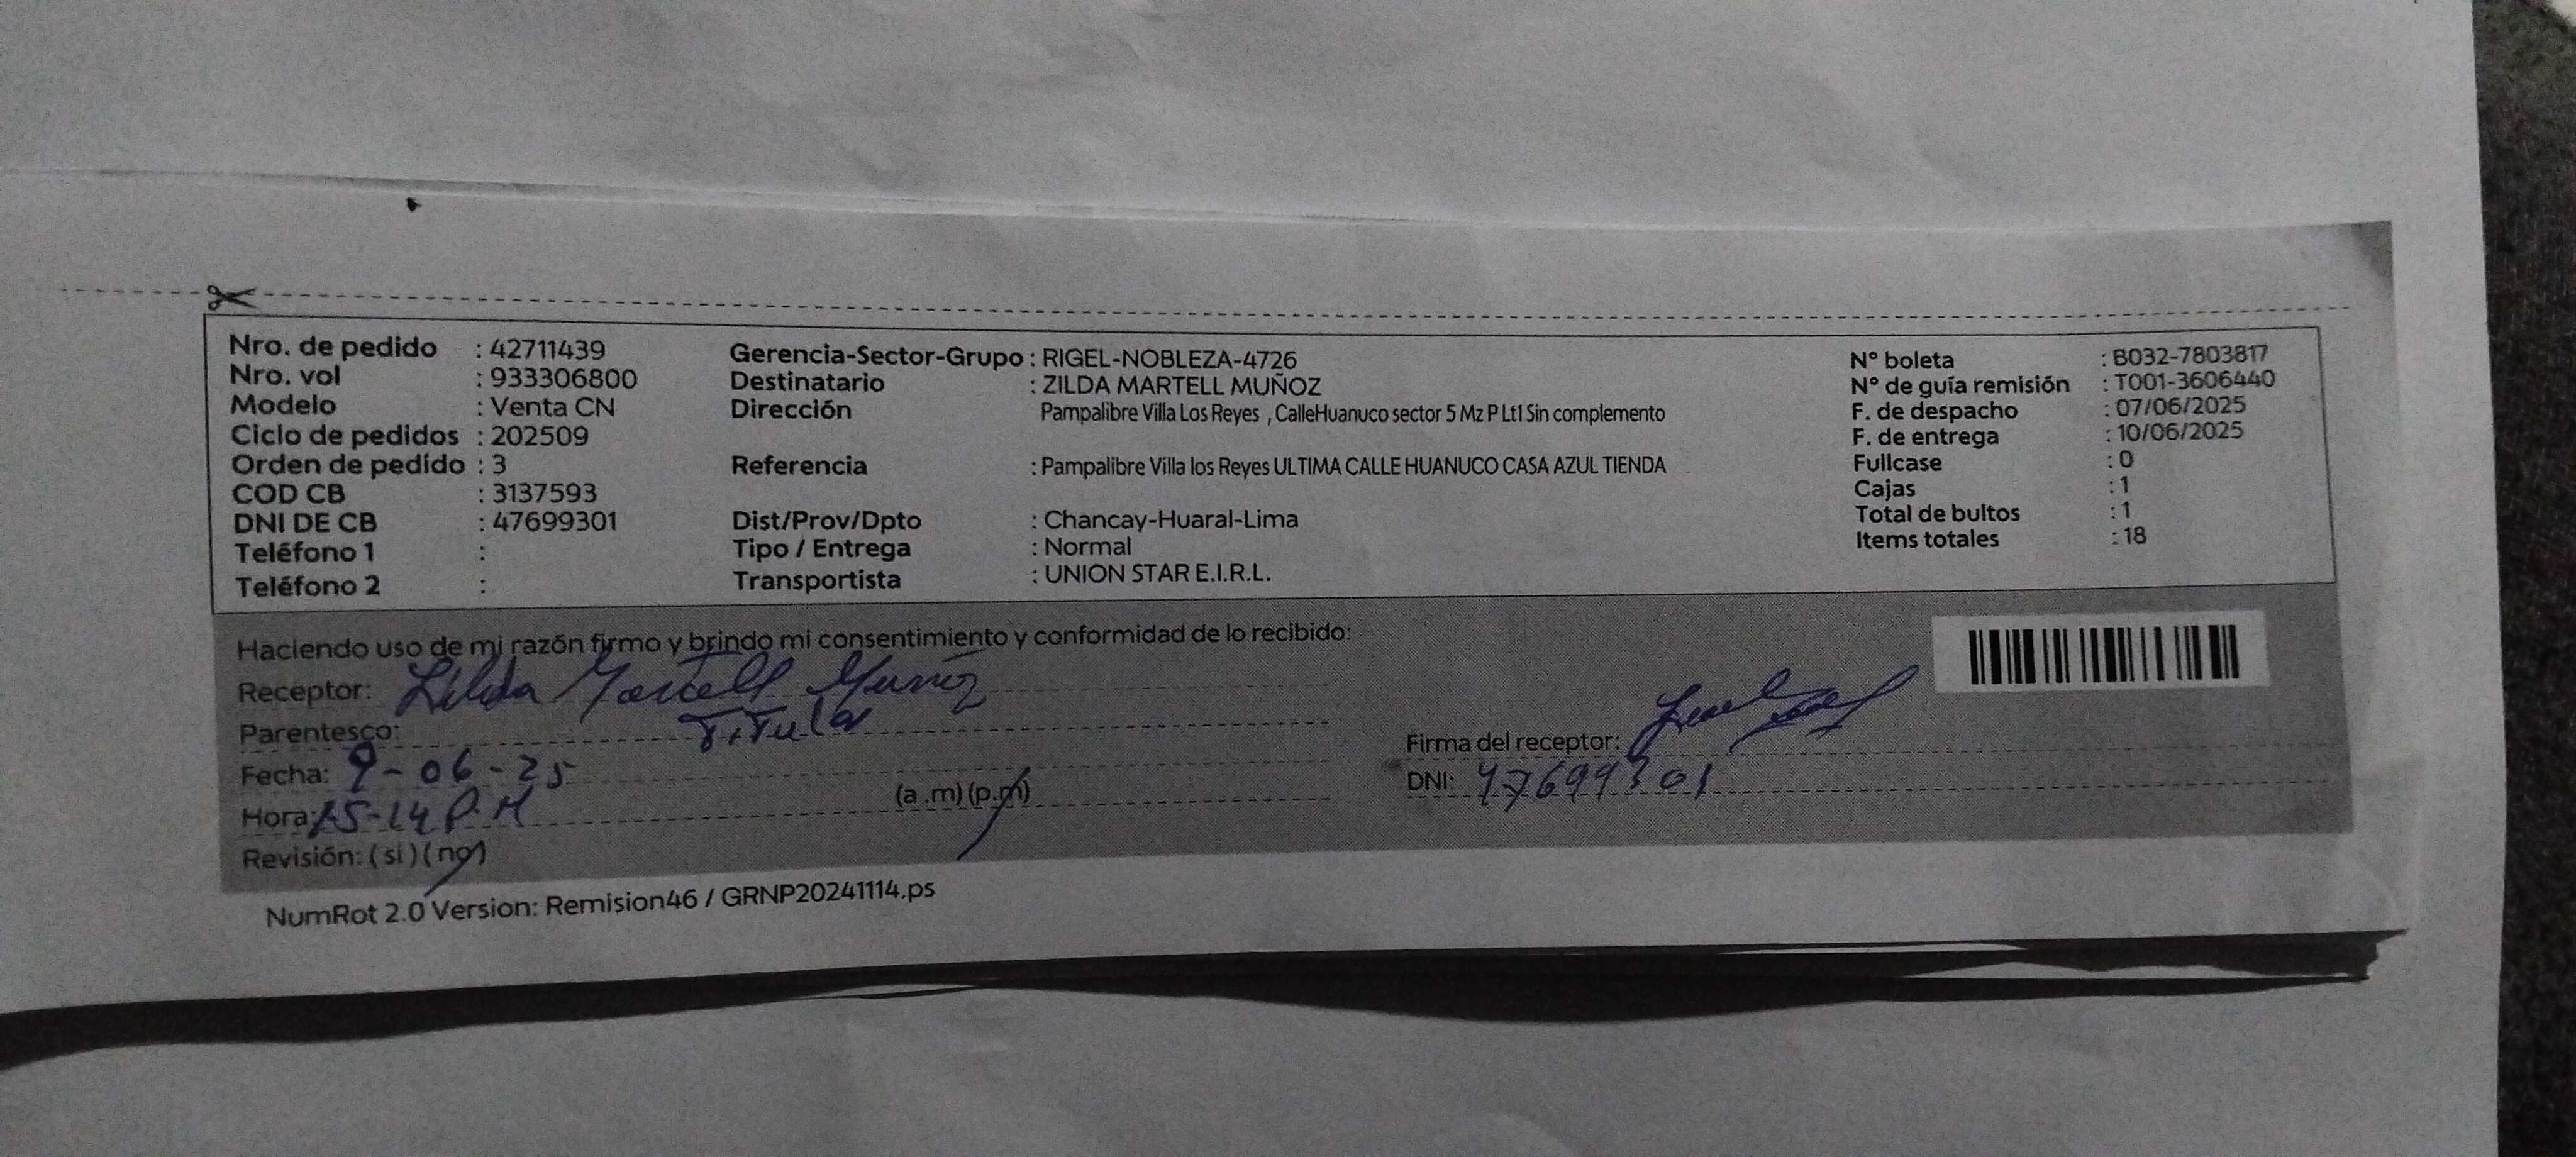 Nro. de pedido : 42711439
Nro. vol : 933306800
Modelo : Venta CN
Ciclo de pedidos : 202509
Orden de pedido : 3
COD CB : 3137593
DNI DE CB : 47699301
Teléfono 1 :
Teléfono 2 :
Gerencia-Sector-Grupo : RIGEL-NOBLEZA-4726
Destinatario : ZILDA MARTELL MUÑOZ
Dirección Pampalibre Villa Los Reyes , CalleHuanuco sector 5 Mz P Lt1 Sin complemento
Referencia : Pampalibre Villa los Reyes ULTIMA CALLE HUANUCO CASA AZUL TIENDA
Dist/Prov/Dpto : Chancay-Huaral-Lima
Tipo / Entrega : Normal
Transportista : UNION STAR E.I.R.L.
N° boleta : B032-7803817
N° de guía remisión : T001-3606440
F. de despacho : 07/06/2025
F. de entrega : 10/06/2025
Fullcase : 0
Cajas : 1
Total de bultos : 1
Items totales : 18
Haciendo uso de mi razón firmo y brindo mi consentimiento y conformidad de lo recibido:
Receptor: Zilda Martell Muñoz
Parentesco: Titular
Fecha: 9-06-25
Hora: 15-14 P.M (a .m) (p.m)
Revisión: ( si ) ( no )
Firma del receptor:
DNI: 47699301
NumRot 2.0 Version: Remision46 / GRNP20241114.ps